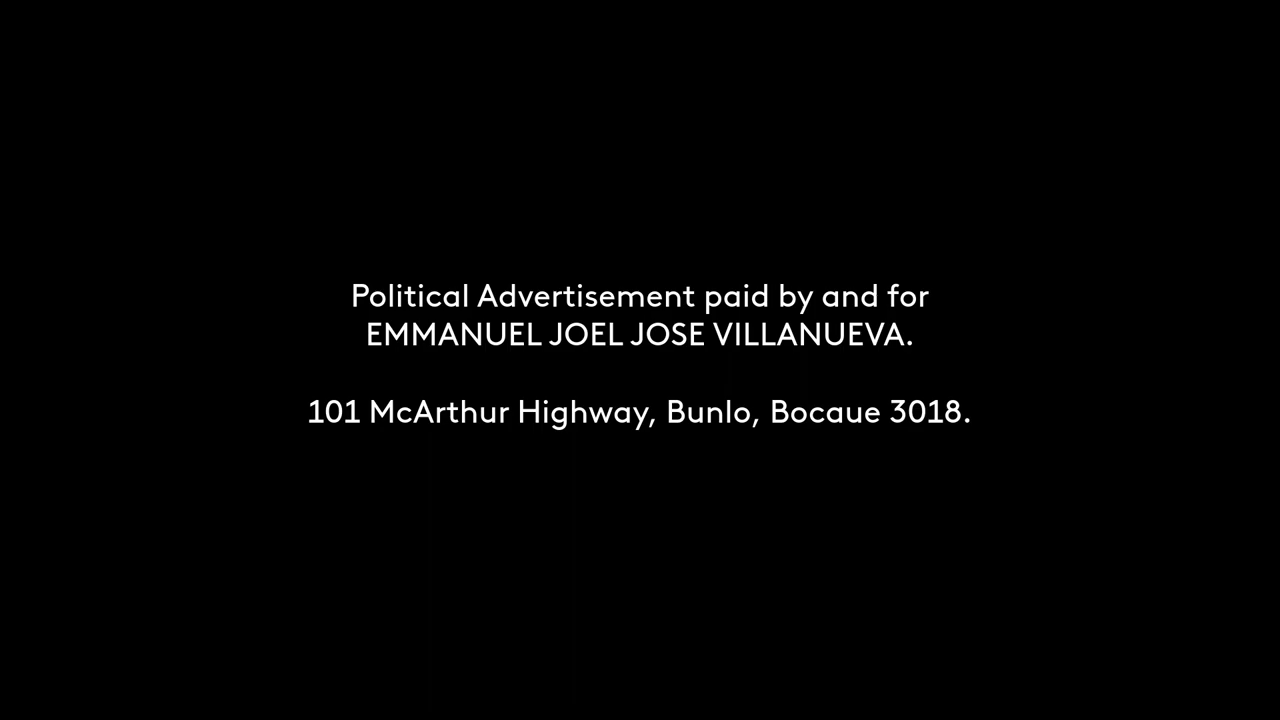 Political Advertisement paid by and for
EMMANUEL JOEL JOSE VILLANUEVA.
101 McArthur Highway, Bunlo, Bocaue 3018.